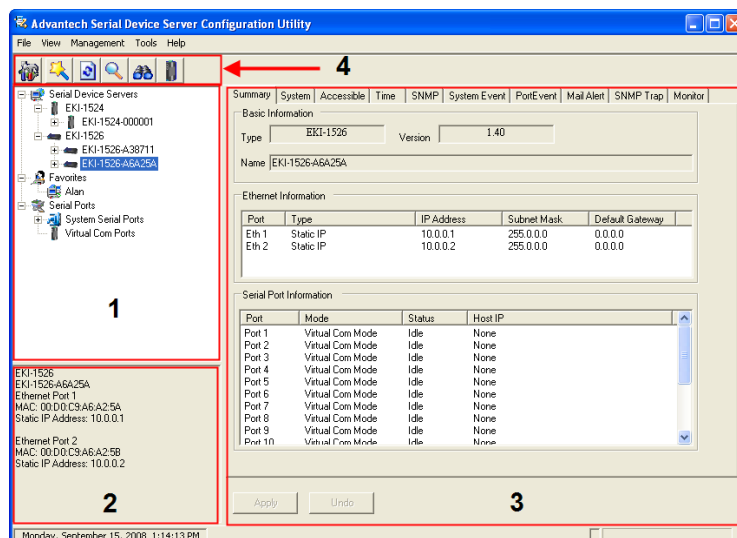 Advantech Serial Device Server Configuration Utility
File View Management Tools Help
4
Serial Device Servers
EKI-1524
EKI-1524-000001
EKI-1526
EKI-1526-A38711
EKI-1526-A6A25A
Favorites
Alan
Serial Ports
System Serial Ports
Virtual Com Ports
1
EKI-1526
EKI-1526-A6A25A
Ethernet Port 1
MAC: 00:D0:C9:A6:A2:5A
Static IP Address: 10.0.0.1
Ethernet Port 2
MAC: 00:D0:C9:A6:A2:5B
Static IP Address: 10.0.0.2
2
Summary System Accessible Time SNMP System Event PortEvent Mail Alert SNMP Trap Monitor
Basic Information
Type EKI-1526 Version 1.40
Name EKI-1526-A6A25A
Ethernet Information
Port Type IP Address Subnet Mask Default Gateway
Eth 1 Static IP 10.0.0.1 255.0.0.0 0.0.0.0
Eth 2 Static IP 10.0.0.2 255.0.0.0 0.0.0.0
Serial Port Information
Port Mode Status Host IP
Port 1 Virtual Com Mode Idle None
Port 2 Virtual Com Mode Idle None
Port 3 Virtual Com Mode Idle None
Port 4 Virtual Com Mode Idle None
Port 5 Virtual Com Mode Idle None
Port 6 Virtual Com Mode Idle None
Port 7 Virtual Com Mode Idle None
Port 8 Virtual Com Mode Idle None
Port 9 Virtual Com Mode Idle None
Port 10 Virtual Com Mode Idle None
Apply Undo
3
Monday, September 15, 2008 1:14:13 PM